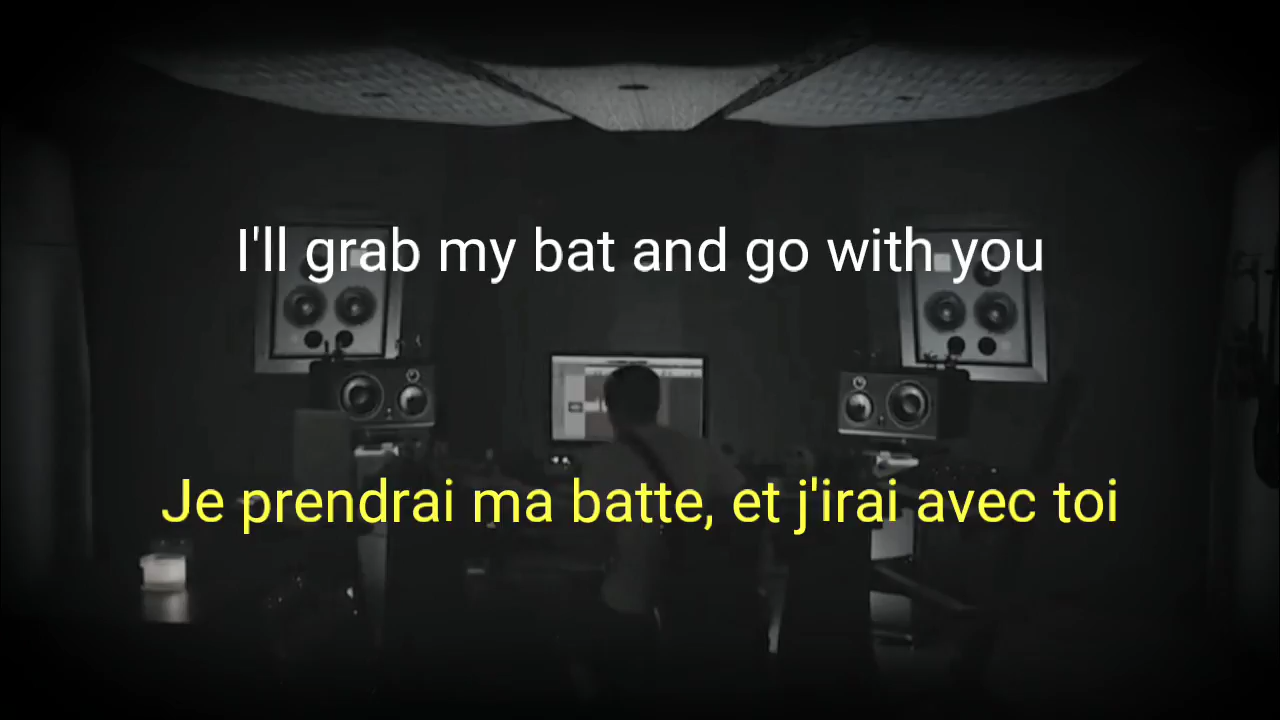 I'll grab my bat and go with you
Je prendrai ma batte, et j'irai avec toi